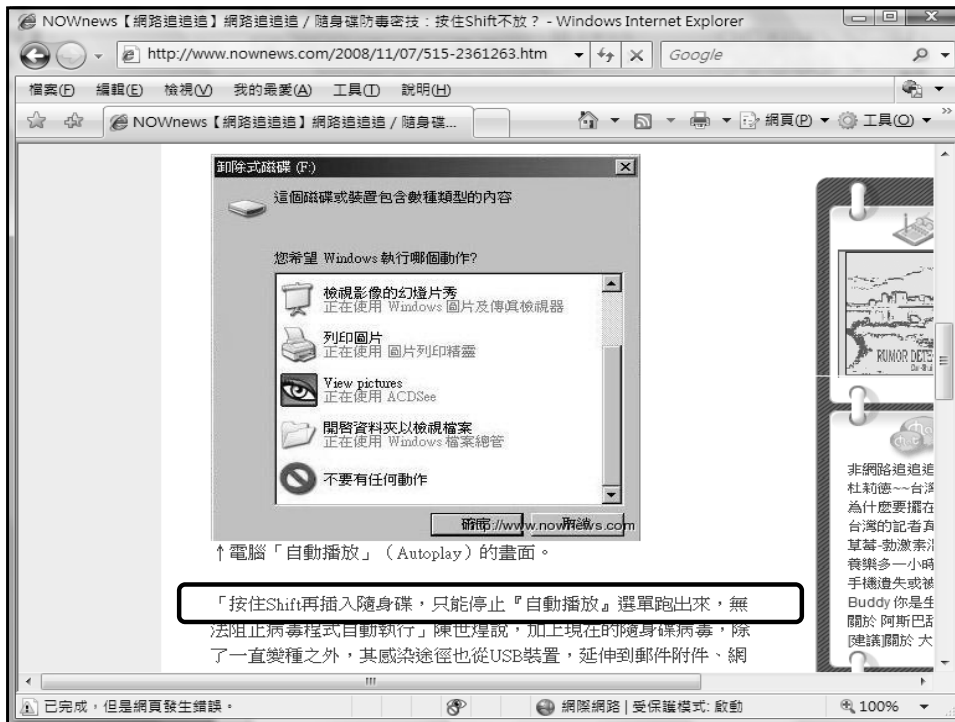 NOWnews【網路追追追】網路追追追 / 隨身碟防毒密技：按住Shift不放？ - Windows Internet Explorer
http://www.nownews.com/2008/11/07/515-2361263.htm
Google
檔案(F) 編輯(E) 檢視(V) 我的最愛(A) 工具(T) 說明(H)
NOWnews【網路追追追】網路追追追 / 隨身碟...
網頁(P) 工具(O)
卸除式磁碟 (F:)
這個磁碟或裝置包含數種類型的內容
您希望 Windows 執行哪個動作?
檢視影像的幻燈片秀
正在使用 Windows 圖片及傳真檢視器
列印圖片
正在使用 圖片列印精靈
View pictures
正在使用 ACDSee
開啓資料夾以檢視檔案
正在使用 Windows 檔案總管
不要有任何動作
://www.nownews.com
↑電腦「自動播放」（Autoplay）的畫面。
「按住Shift再插入隨身碟，只能停止『自動播放』選單跑出來，無
法阻止病毒程式自動執行」陳世煌說，加上現在的隨身碟病毒，除
了一直變種之外，其感染途徑也從USB裝置，延伸到郵件附件、網
RUMOR DETE
非網路追追追
杜莉德~~台灣
為什麼要擺在
台灣的記者真
草莓-勃激素
養樂多一小時
手機遺失或被
Buddy 你是生
關於 阿斯巴
[建議]關於 大
已完成，但是網頁發生錯誤。
網際網路 | 受保護模式: 啟動
100%